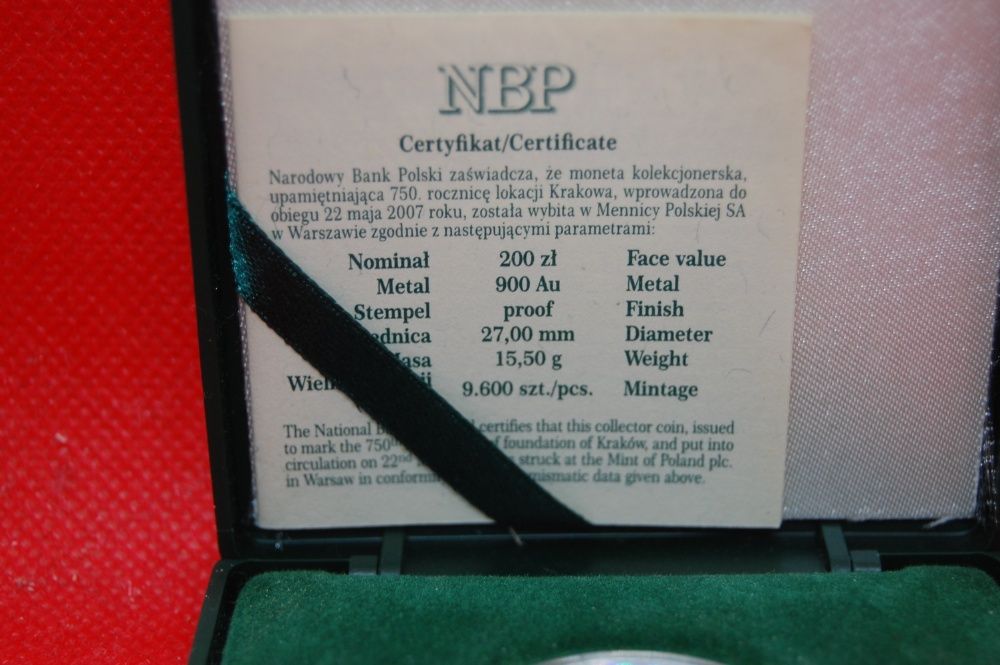 NBP
Certyfikat/Certificate
Narodowy Bank Polski zaświadcza, że moneta kolekcjonerska,
upamiętniająca 750. rocznicę lokacji Krakowa, wprowadzona do
obiegu 22 maja 2007 roku, została wybita w Mennicy Polskiej SA
w Warszawie zgodnie z następującymi parametrami:
Nominał 200 zł Face value
Metal 900 Au Metal
Stempel proof Finish
27,00 mm Diameter
15,50 g Weight
9.600 szt./pcs. Mintage
The National certifies that this collector coin, issued
to mark the 750th of foundation of Kraków, and put into
circulation on 22nd struck at the Mint of Poland plc.
in Warsaw in data given above.